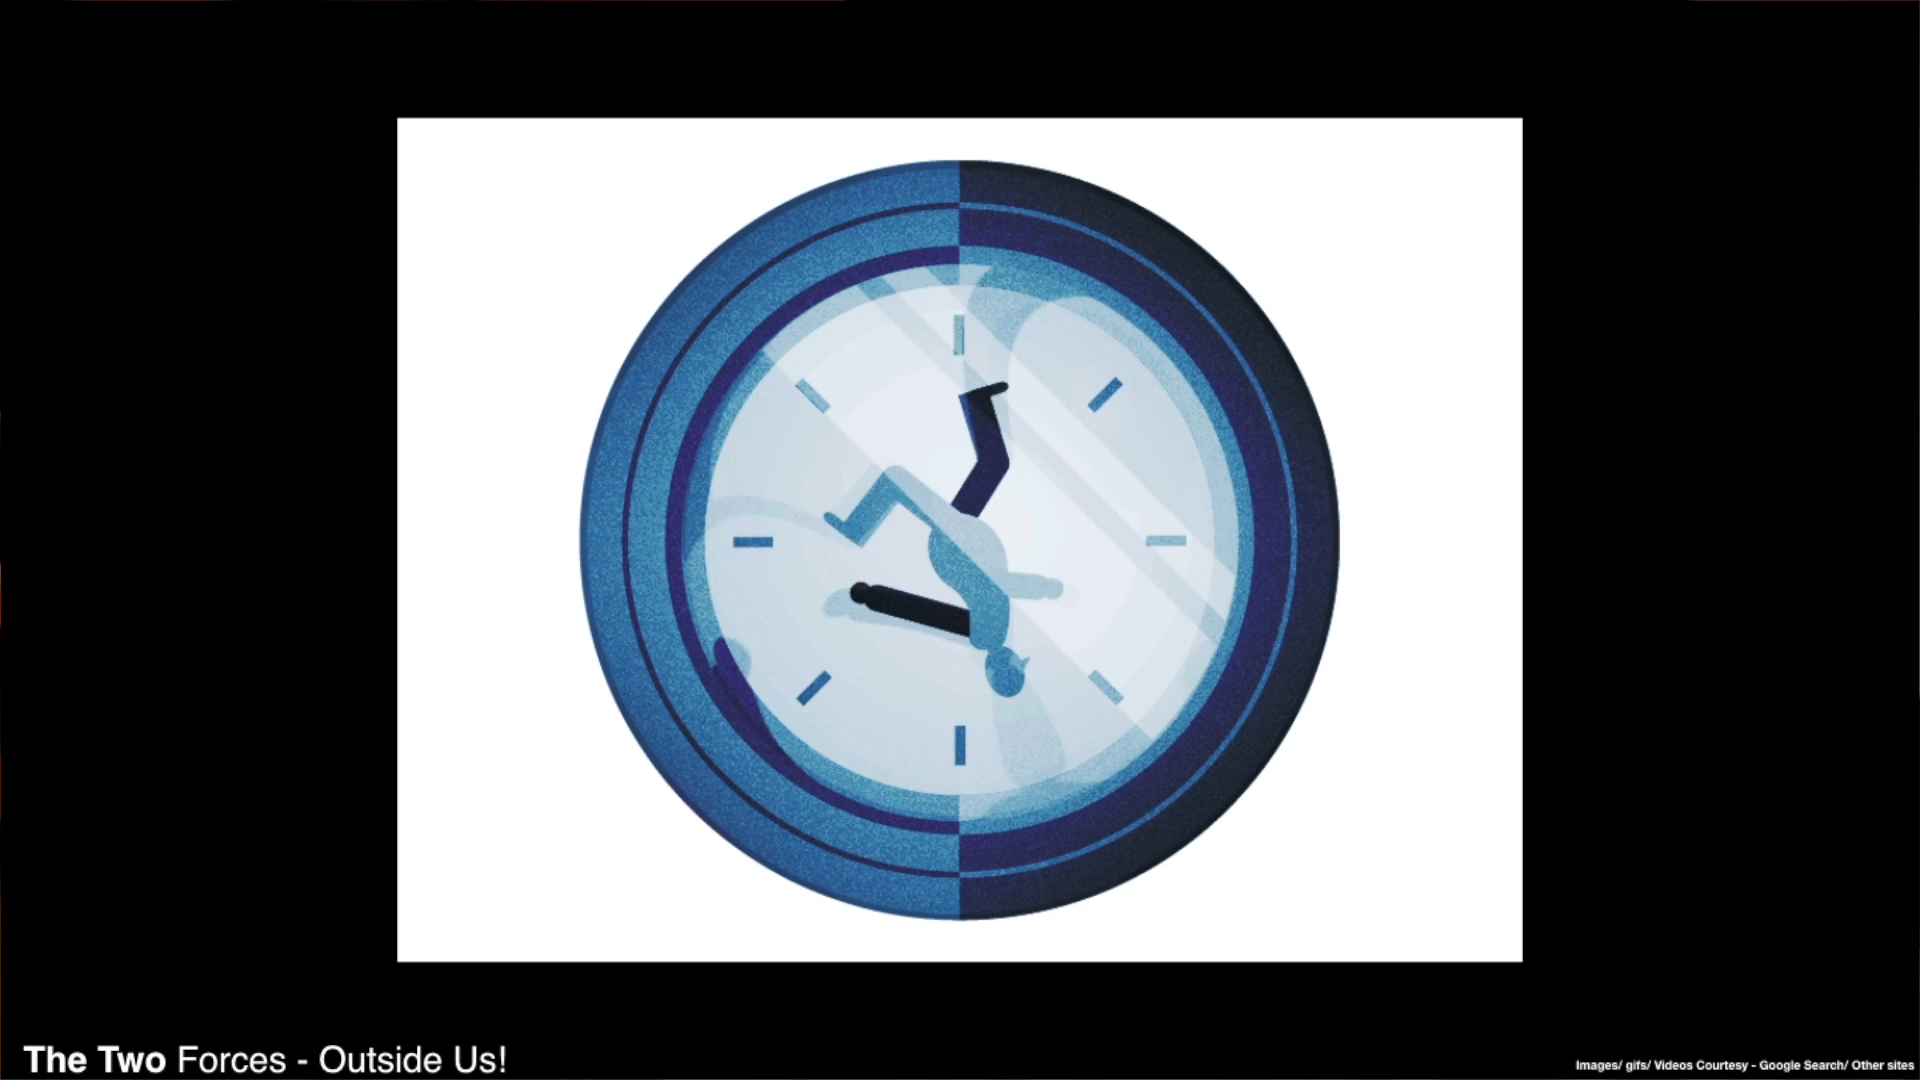 The Two Forces - Outside Us!
Images/ gifs/ Videos Courtesy - Google Search/ Other sites